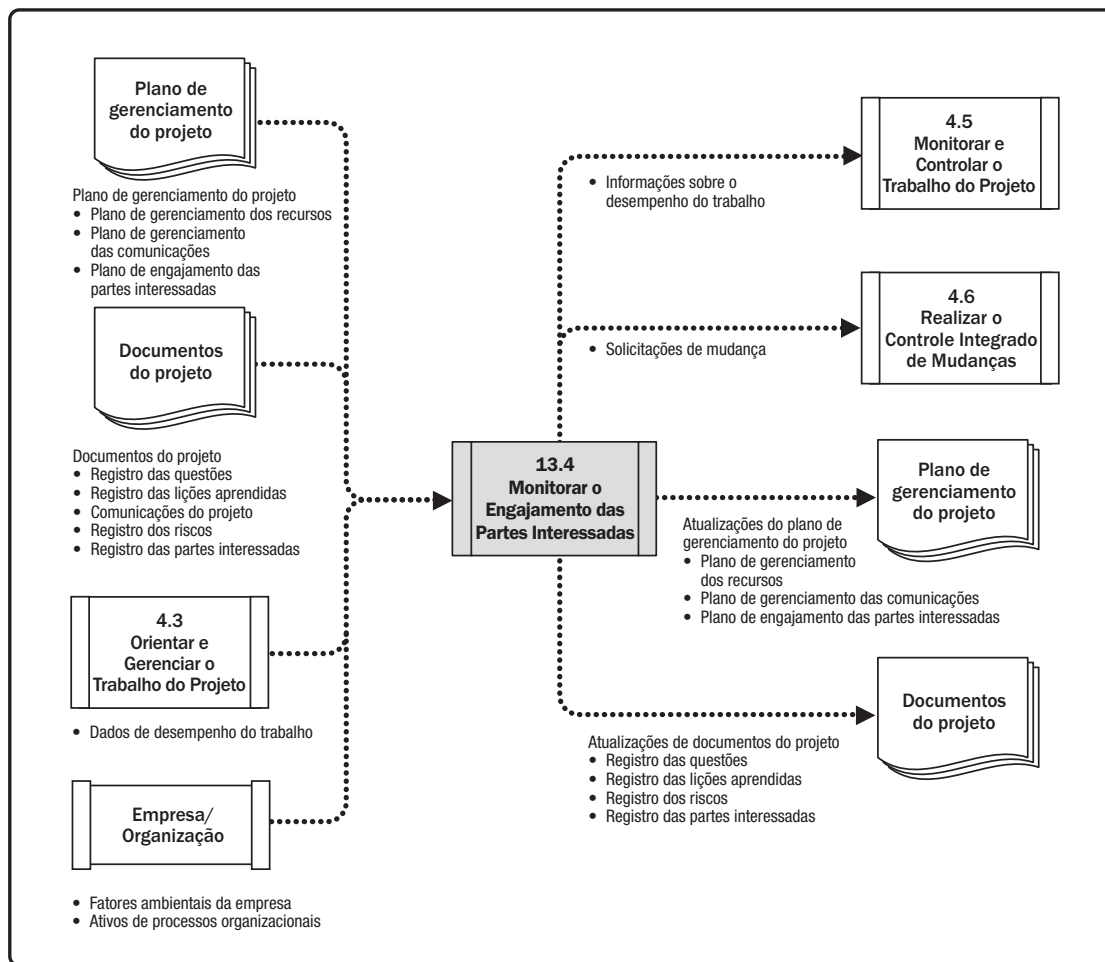 Plano de
gerenciamento
do projeto
Plano de gerenciamento do projeto
• Plano de gerenciamento dos recursos
• Plano de gerenciamento
das comunicações
• Plano de engajamento das
partes interessadas
Documentos
do projeto
Documentos do projeto
• Registro das questões
• Registro das lições aprendidas
• Comunicações do projeto
• Registro dos riscos
• Registro das partes interessadas
4.3
Orientar e
Gerenciar o
Trabalho do Projeto
• Dados de desempenho do trabalho
Empresa/
Organização
• Fatores ambientais da empresa
• Ativos de processos organizacionais
13.4
Monitorar o
Engajamento das
Partes Interessadas
• Informações sobre o
desempenho do trabalho
4.5
Monitorar e
Controlar o
Trabalho do Projeto
• Solicitações de mudança
4.6
Realizar o
Controle Integrado
de Mudanças
Plano de
gerenciamento
do projeto
Atualizações do plano de
gerenciamento do projeto
• Plano de gerenciamento
dos recursos
• Plano de gerenciamento das comunicações
• Plano de engajamento das partes interessadas
Documentos
do projeto
Atualizações de documentos do projeto
• Registro das questões
• Registro das lições aprendidas
• Registro dos riscos
• Registro das partes interessadas